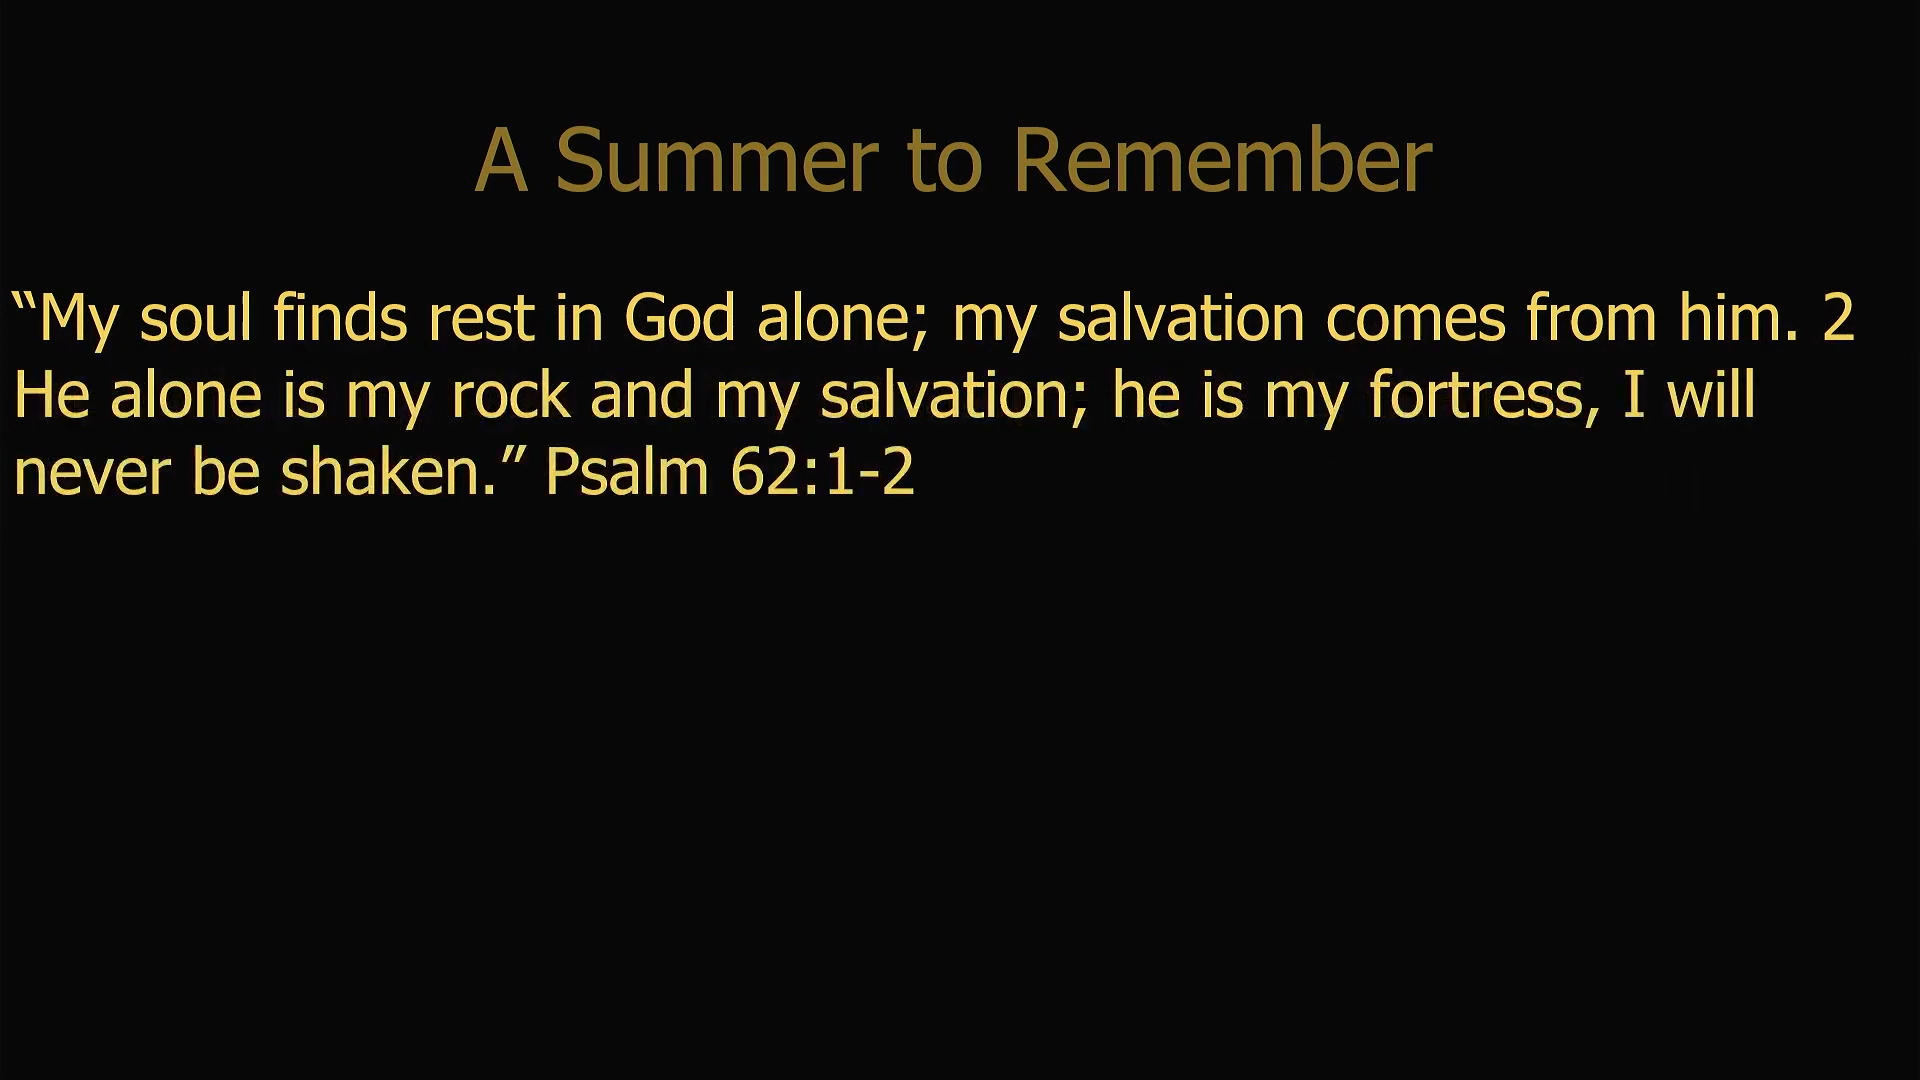 A Summer to Remember
“My soul finds rest in God alone; my salvation comes from him. 2
He alone is my rock and my salvation; he is my fortress, I will
never be shaken.” Psalm 62:1-2